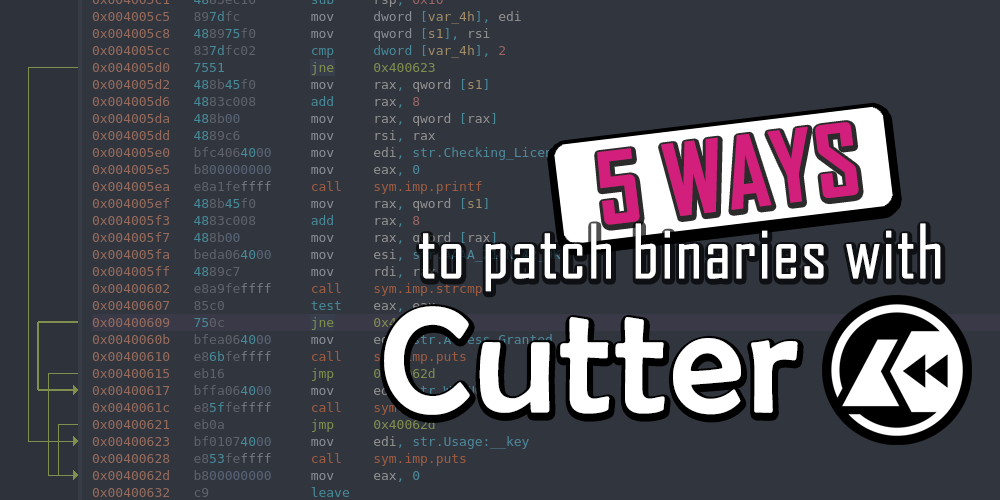 0x004005c1 4883ec10 sub rsp, 0x10
0x004005c5 897dfc mov dword [var_4h], edi
0x004005c8 488975f0 mov qword [s1], rsi
0x004005cc 837dfc02 cmp dword [var_4h], 2
0x004005d0 7551 jne 0x400623
0x004005d2 488b45f0 mov rax, qword [s1]
0x004005d6 4883c008 add rax, 8
0x004005da 488b00 mov rax, qword [rax]
0x004005dd 4889c6 mov rsi, rax
0x004005e0 bfc4064000 mov edi,
0x004005e5 b800000000 mov eax, 0
0x004005ea e8a1feffff call sym.imp.printf
0x004005ef 488b45f0 mov rax, qword [s1]
0x004005f3 4883c008 add rax, 8
0x004005f7 488b00 mov rax, qword [rax]
0x004005fa beda064000 mov esi,
0x004005ff 4889c7 mov rdi,
0x00400602 e8a9feffff call sym.imp.strcmp
0x00400607 85c0 test eax, eax
0x00400609 750c jne
0x0040060b bfea064000 mov
0x00400610 e86bfeffff call
0x00400615 eb16 jmp
0x00400617 bffa064000 mov
0x0040061c e85ffeffff call
0x00400621 eb0a jmp 0x40062d
0x00400623 bf01074000 mov edi, str.Usage:__key
0x00400628 e853feffff call sym.imp.puts
0x0040062d b800000000 mov eax, 0
0x00400632 c9 leave
5 WAYS
to patch binaries with
Cutter